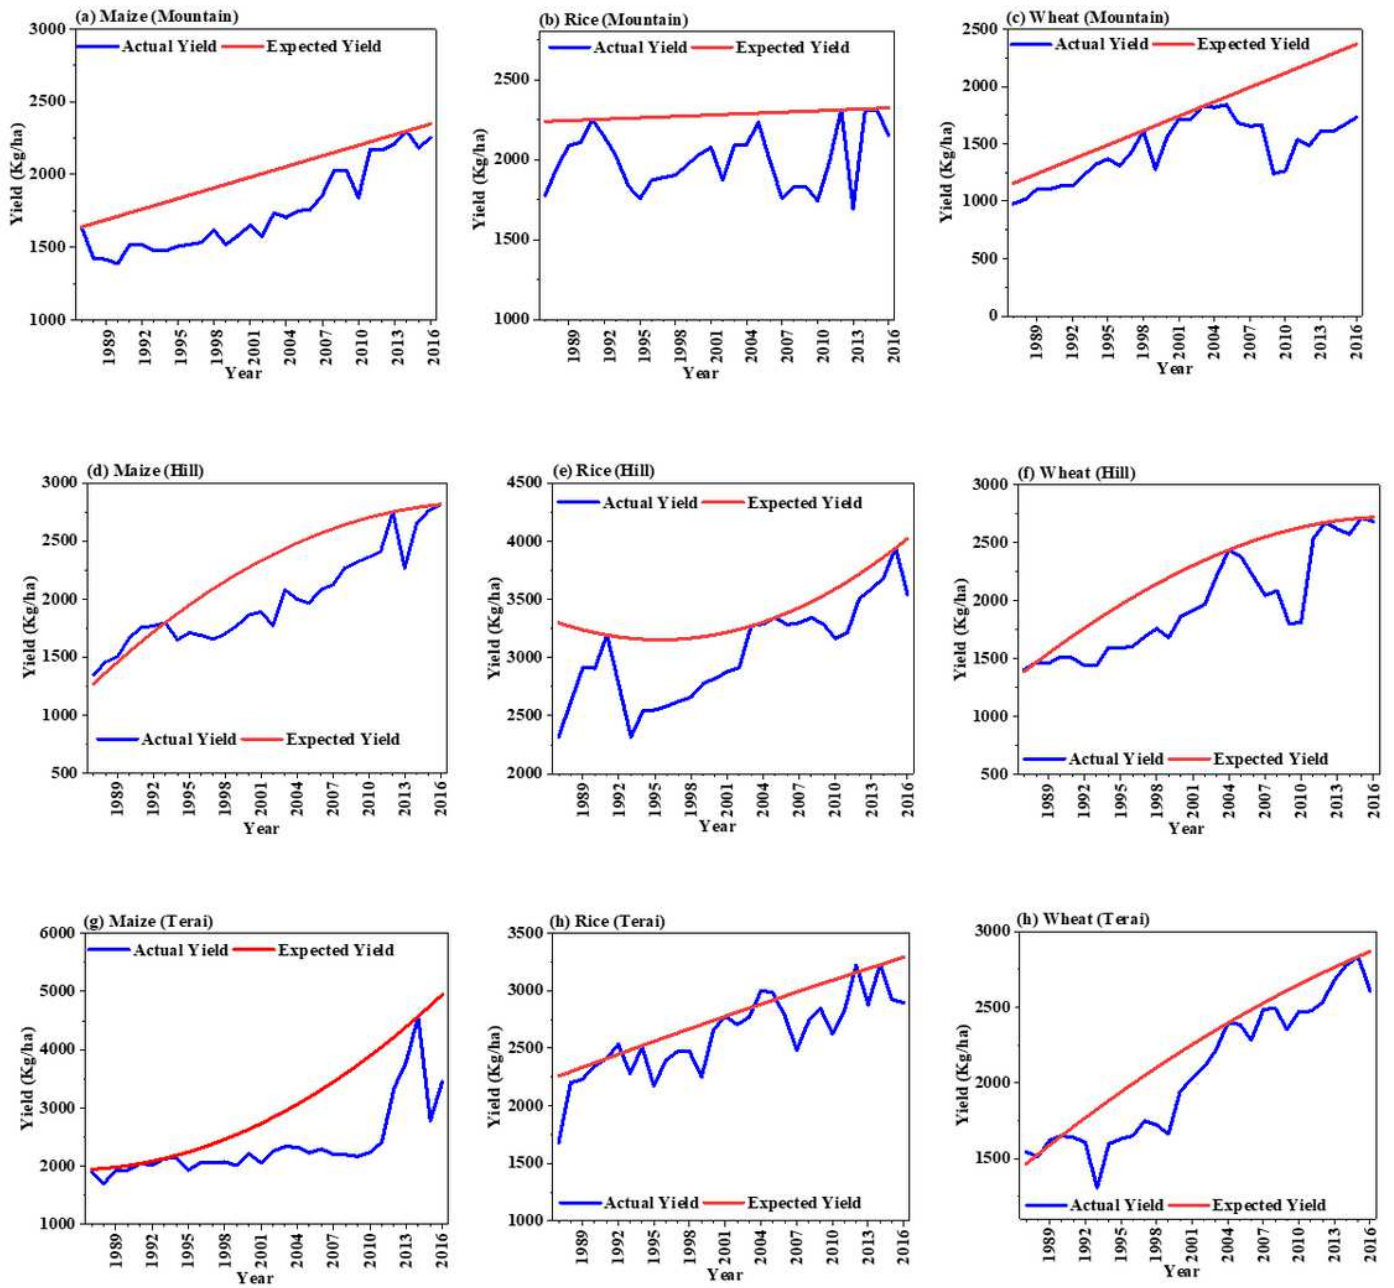 (a) Maize (Mountain)
3000
Actual Yield Expected Yield
2500
2000
1500
1000
Yield (Kg/ha)
1989 1992 1995 1998 2001 2004 2007 2010 2013 2016
Year
(b) Rice (Mountain)
Actual Yield Expected Yield
2500
2000
1500
1000
Yield (Kg/ha)
1989 1992 1995 1998 2001 2004 2007 2010 2013 2016
Year
(c) Wheat (Mountain)
2500
Actual Yield Expected Yield
2000
1500
1000
500
0
Yield (Kg/ha)
1989 1992 1995 1998 2001 2004 2007 2010 2013 2016
Year
(d) Maize (Hill)
3000
2500
2000
1500
1000
500
Yield (Kg/ha)
Actual Yield Expected Yield
1989 1992 1995 1998 2001 2004 2007 2010 2013 2016
Year
(e) Rice (Hill)
4500
Actual Yield Expected Yield
4000
3500
3000
2500
2000
Yield (Kg/ha)
1989 1992 1995 1998 2001 2004 2007 2010 2013 2016
Year
(f) Wheat (Hill)
3000
2500
2000
1500
1000
500
Yield (Kg/ha)
Actual Yield Expected Yield
1989 1992 1995 1998 2001 2004 2007 2010 2013 2016
Year
(g) Maize (Terai)
6000
Actual Yield Expected Yield
5000
4000
3000
2000
1000
Yield (Kg/ha)
1989 1992 1995 1998 2001 2004 2007 2010 2013 2016
Year
(h) Rice (Terai)
3500
3000
2500
2000
1500
1000
Yield (Kg/ha)
Actual Yield Expected Yield
1989 1992 1995 1998 2001 2004 2007 2010 2013 2016
Year
(h) Wheat (Terai)
3000
2500
2000
1500
Yield (Kg/ha)
Actual Yield Expected Yield
1989 1992 1995 1998 2001 2004 2007 2010 2013 2016
Year